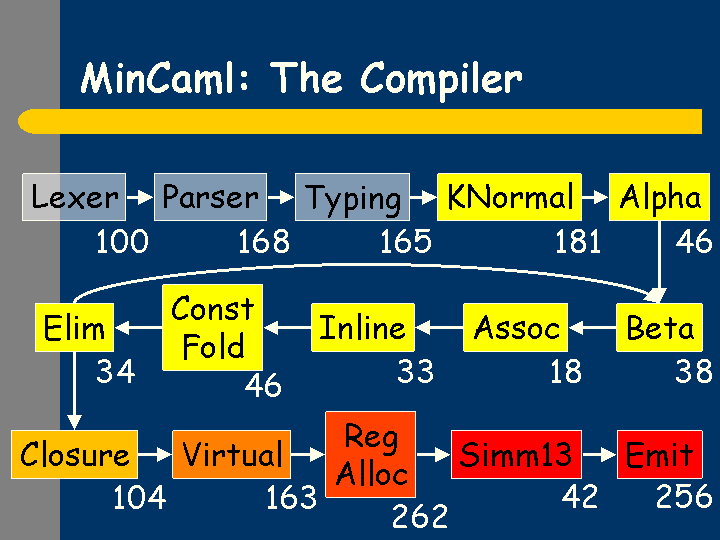 MinCaml: The Compiler
Lexer Parser Typing KNormal Alpha
100 168 165 181 46
Elim Const Fold Inline Assoc Beta
34 46 33 18 38
Closure Virtual Reg Alloc Simm13 Emit
104 163 262 42 256